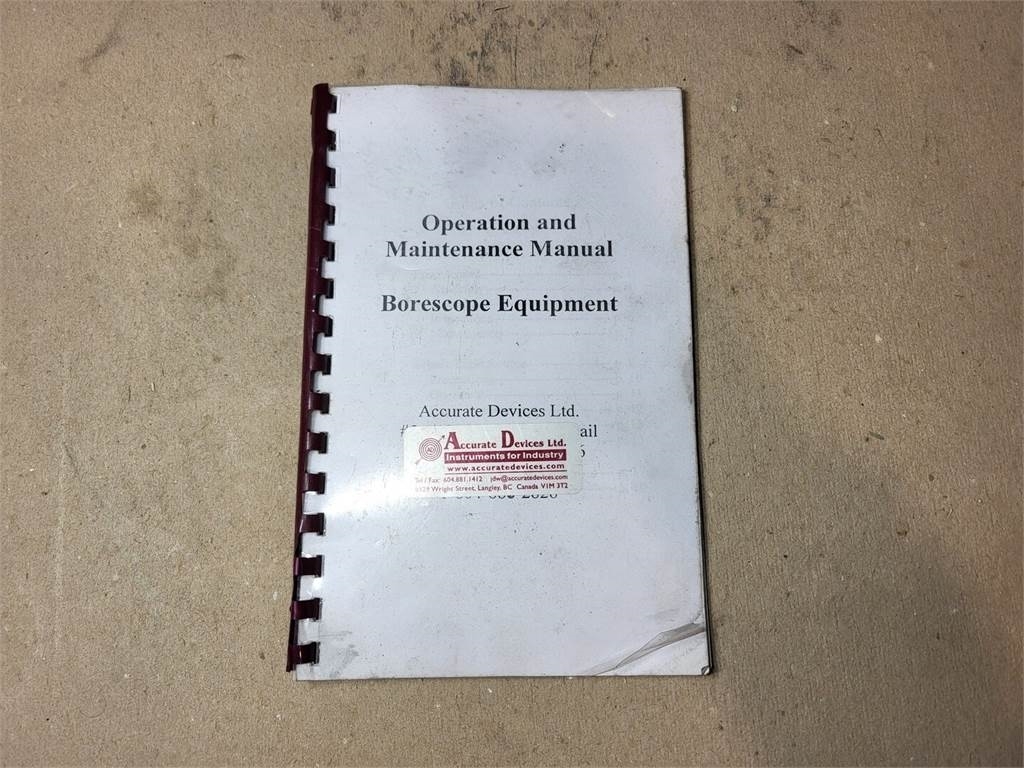 Operation and
Maintenance Manual
Borescope Equipment
Accurate Devices Ltd.
Accurate Devices Ltd.
Instruments for Industry
www.accuratedevices.com
Tel / Fax: 604.881.1412 jdw@accuratedevices.com
Wright Street, Langley, BC Canada V1M 3T2